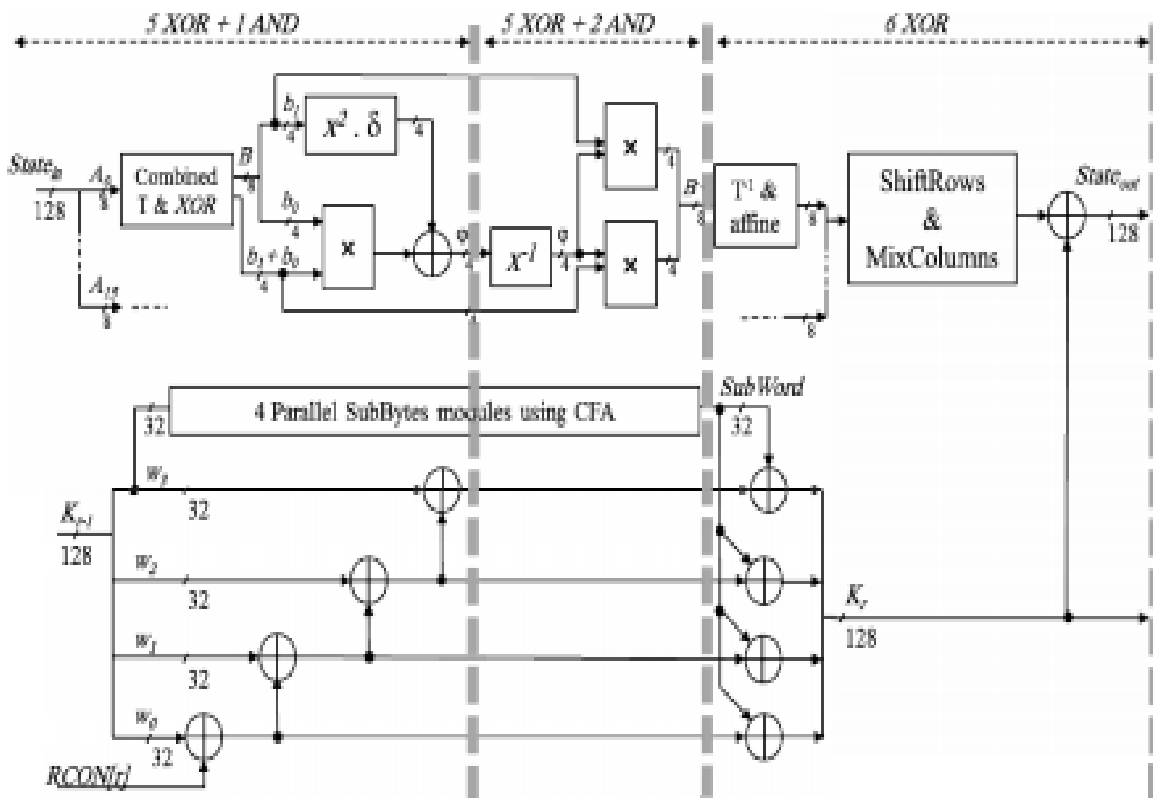 5 XOR + 1 AND
5 XOR + 2 AND
6 XOR
State_in
128
A_0
8
Combined
T & XOR
B
8
b_1
4
x² . δ
4
b_0
4
b_1 + b_0
4
x
φ
4
x⁻¹
φ
4
x
4
x
4
B
8
T⁻¹ &
affine
8
ShiftRows
&
MixColumns
State_out
128
A_15
8
8
32
4 Parallel SubBytes modules using CFA
SubWord
32
w_3
32
K_r-1
128
w_2
32
w_1
32
w_0
32
RCON[r]
K_r
128